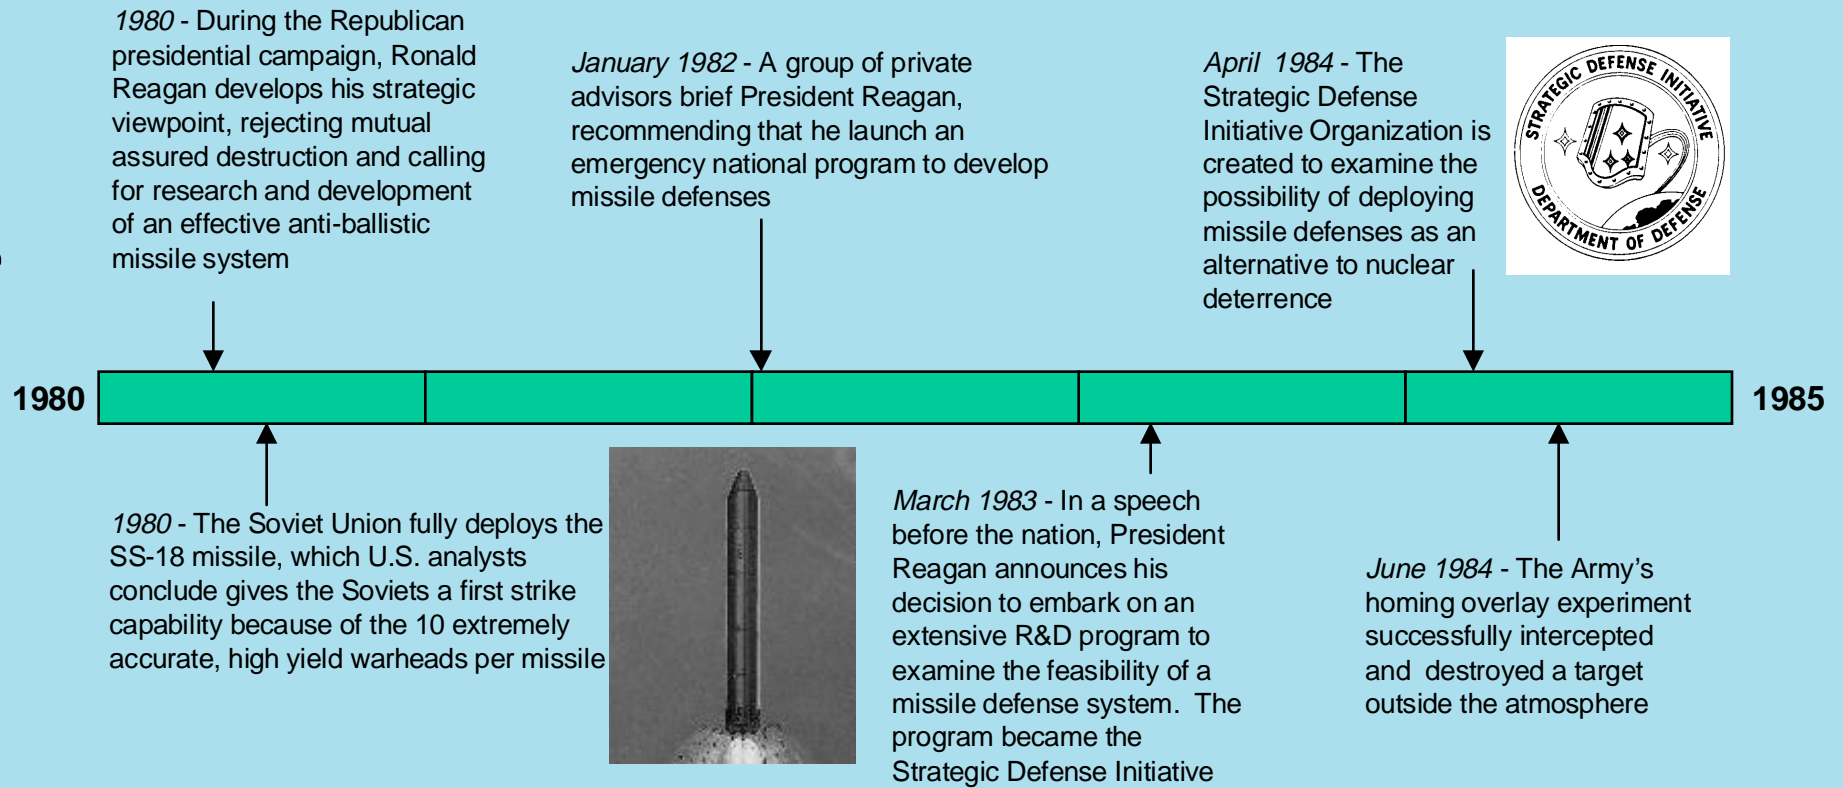 1980 - During the Republican
presidential campaign, Ronald
Reagan develops his strategic
viewpoint, rejecting mutual
assured destruction and calling
for research and development
of an effective anti-ballistic
missile system
January 1982 - A group of private
advisors brief President Reagan,
recommending that he launch an
emergency national program to develop
missile defenses
April 1984 - The
Strategic Defense
Initiative Organization is
created to examine the
possibility of deploying
missile defenses as an
alternative to nuclear
deterrence
STRATEGIC DEFENSE INITIATIVE
DEPARTMENT OF DEFENSE
1980
1985
1980 - The Soviet Union fully deploys the
SS-18 missile, which U.S. analysts
conclude gives the Soviets a first strike
capability because of the 10 extremely
accurate, high yield warheads per missile
March 1983 - In a speech
before the nation, President
Reagan announces his
decision to embark on an
extensive R&D program to
examine the feasibility of a
missile defense system. The
program became the
Strategic Defense Initiative
June 1984 - The Army's
homing overlay experiment
successfully intercepted
and destroyed a target
outside the atmosphere